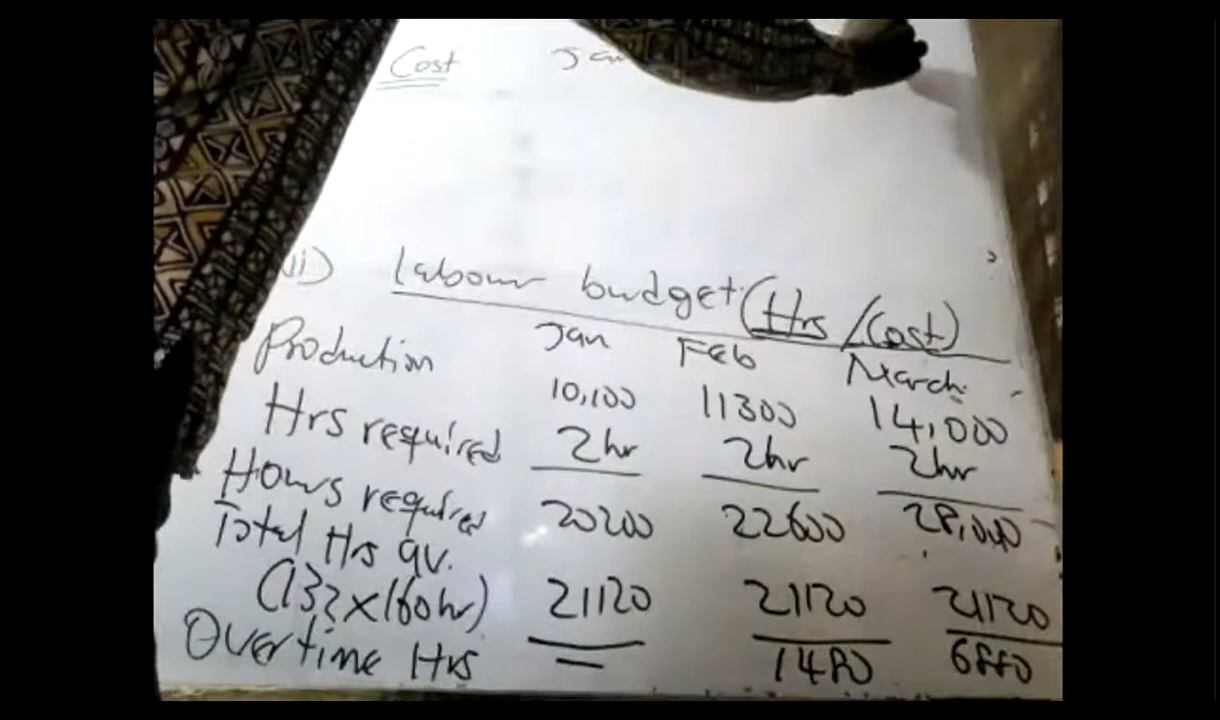 Cost Jan
ii) Labour budget (Hrs/Cost)
Jan Feb March
Production 10,100 11300 14,000
Hrs required 2hr 2hr 2hr
Hours required 20200 22600 28,000
Total Hrs av.
(132x160hr) 21120 21120 21120
Overtime Hrs — 1480 6880